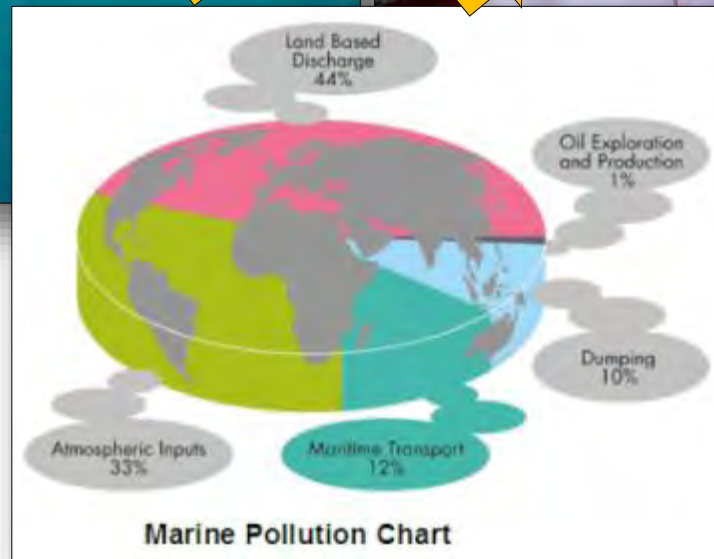 Land Based
Discharge
44%
Oil Exploration
and Production
1%
Dumping
10%
Maritime Transport
12%
Atmospheric Inputs
33%
Marine Pollution Chart